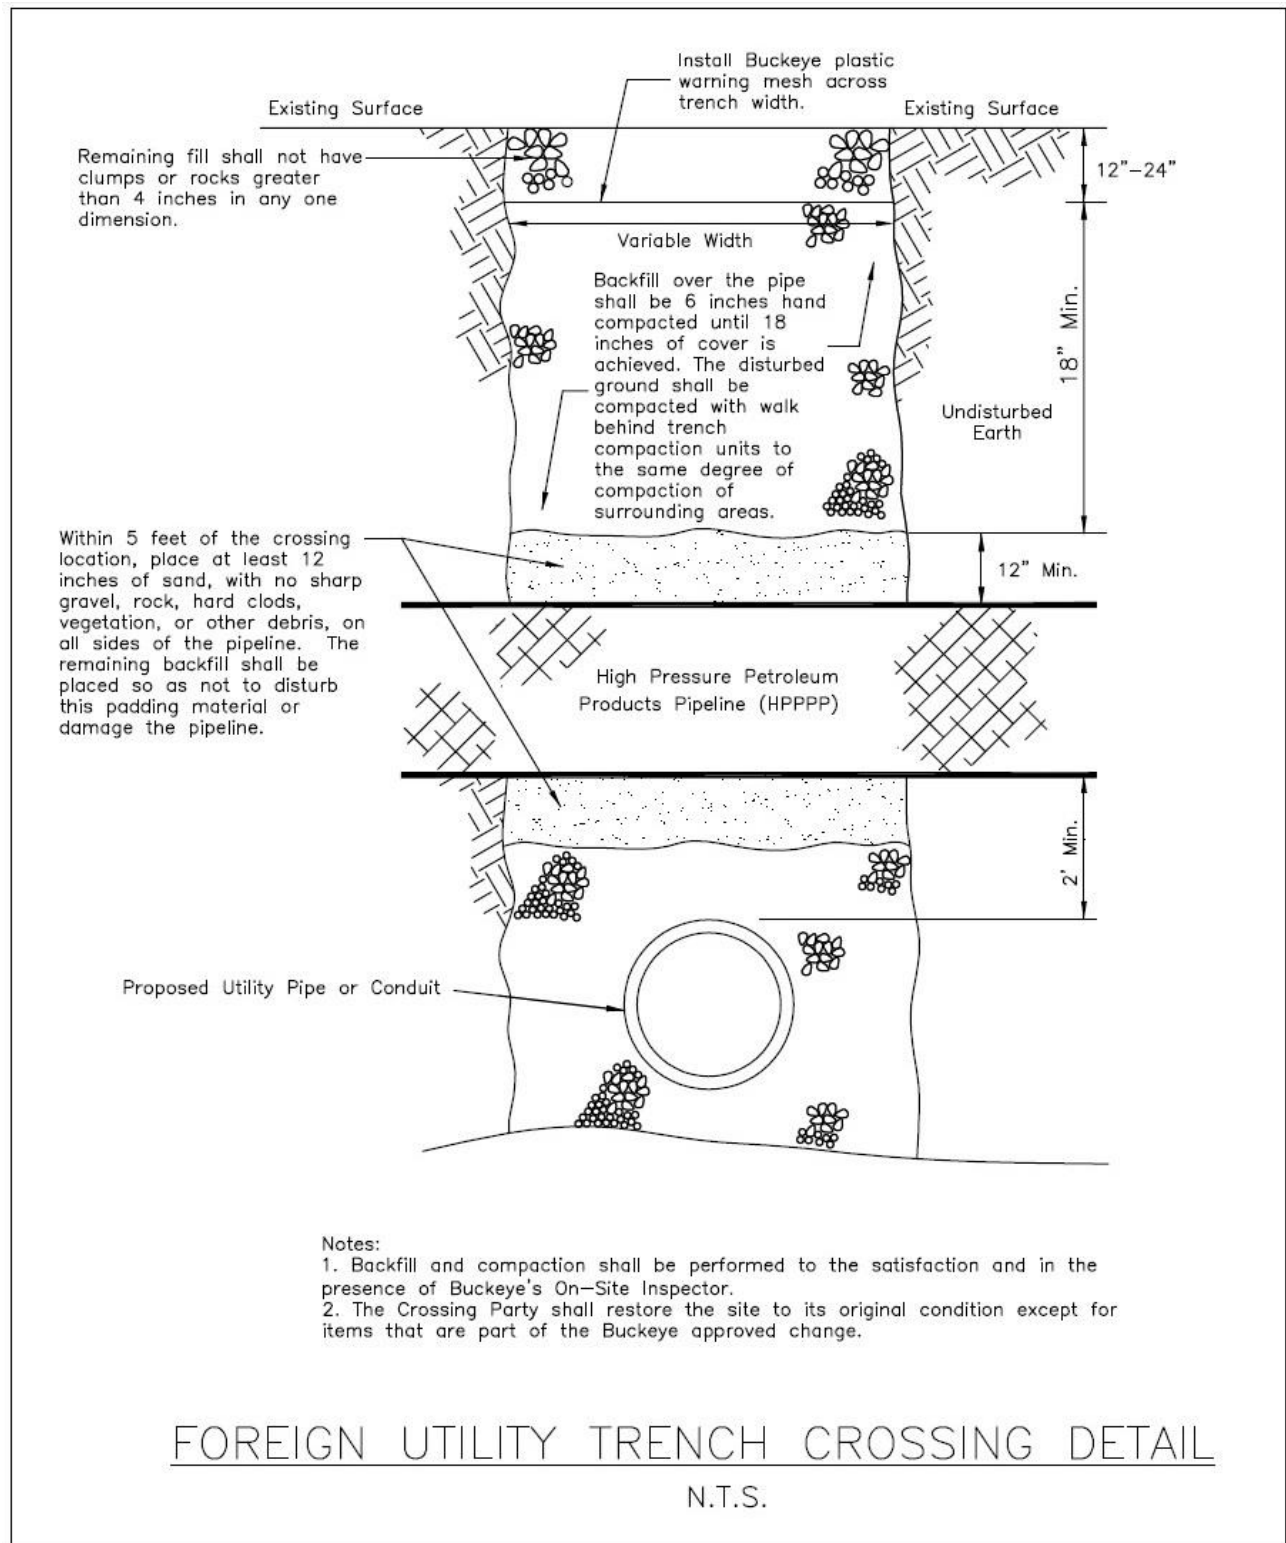 Install Buckeye plastic
warning mesh across
trench width.
Existing Surface
Existing Surface
Remaining fill shall not have
clumps or rocks greater
than 4 inches in any one
dimension.
12"-24"
Variable Width
Backfill over the pipe
shall be 6 inches hand
compacted until 18
inches of cover is
achieved. The disturbed
ground shall be
compacted with walk
behind trench
compaction units to
the same degree of
compaction of
surrounding areas.
18" Min.
Undisturbed
Earth
Within 5 feet of the crossing
location, place at least 12
inches of sand, with no sharp
gravel, rock, hard clods,
vegetation, or other debris, on
all sides of the pipeline. The
remaining backfill shall be
placed so as not to disturb
this padding material or
damage the pipeline.
12" Min.
High Pressure Petroleum
Products Pipeline (HPPPP)
2' Min.
Proposed Utility Pipe or Conduit
Notes:
1. Backfill and compaction shall be performed to the satisfaction and in the
presence of Buckeye's On-Site Inspector.
2. The Crossing Party shall restore the site to its original condition except for
items that are part of the Buckeye approved change.
FOREIGN UTILITY TRENCH CROSSING DETAIL
N.T.S.